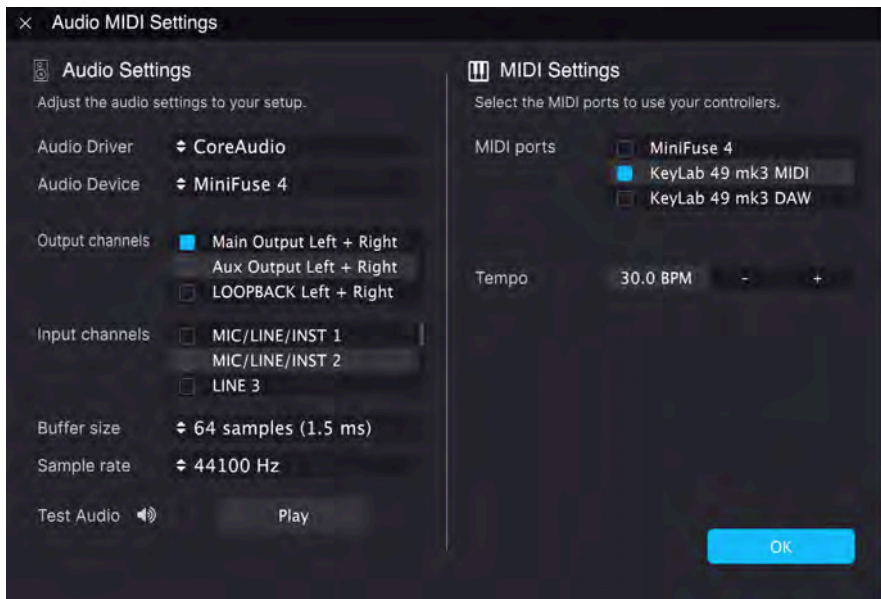 × Audio MIDI Settings
Audio Settings
Adjust the audio settings to your setup.
Audio Driver CoreAudio
Audio Device MiniFuse 4
Output channels Main Output Left + Right
Aux Output Left + Right
LOOPBACK Left + Right
Input channels MIC/LINE/INST 1
MIC/LINE/INST 2
LINE 3
Buffer size 64 samples (1.5 ms)
Sample rate 44100 Hz
Test Audio Play
MIDI Settings
Select the MIDI ports to use your controllers.
MIDI ports MiniFuse 4
KeyLab 49 mk3 MIDI
KeyLab 49 mk3 DAW
Tempo 30.0 BPM - +
OK